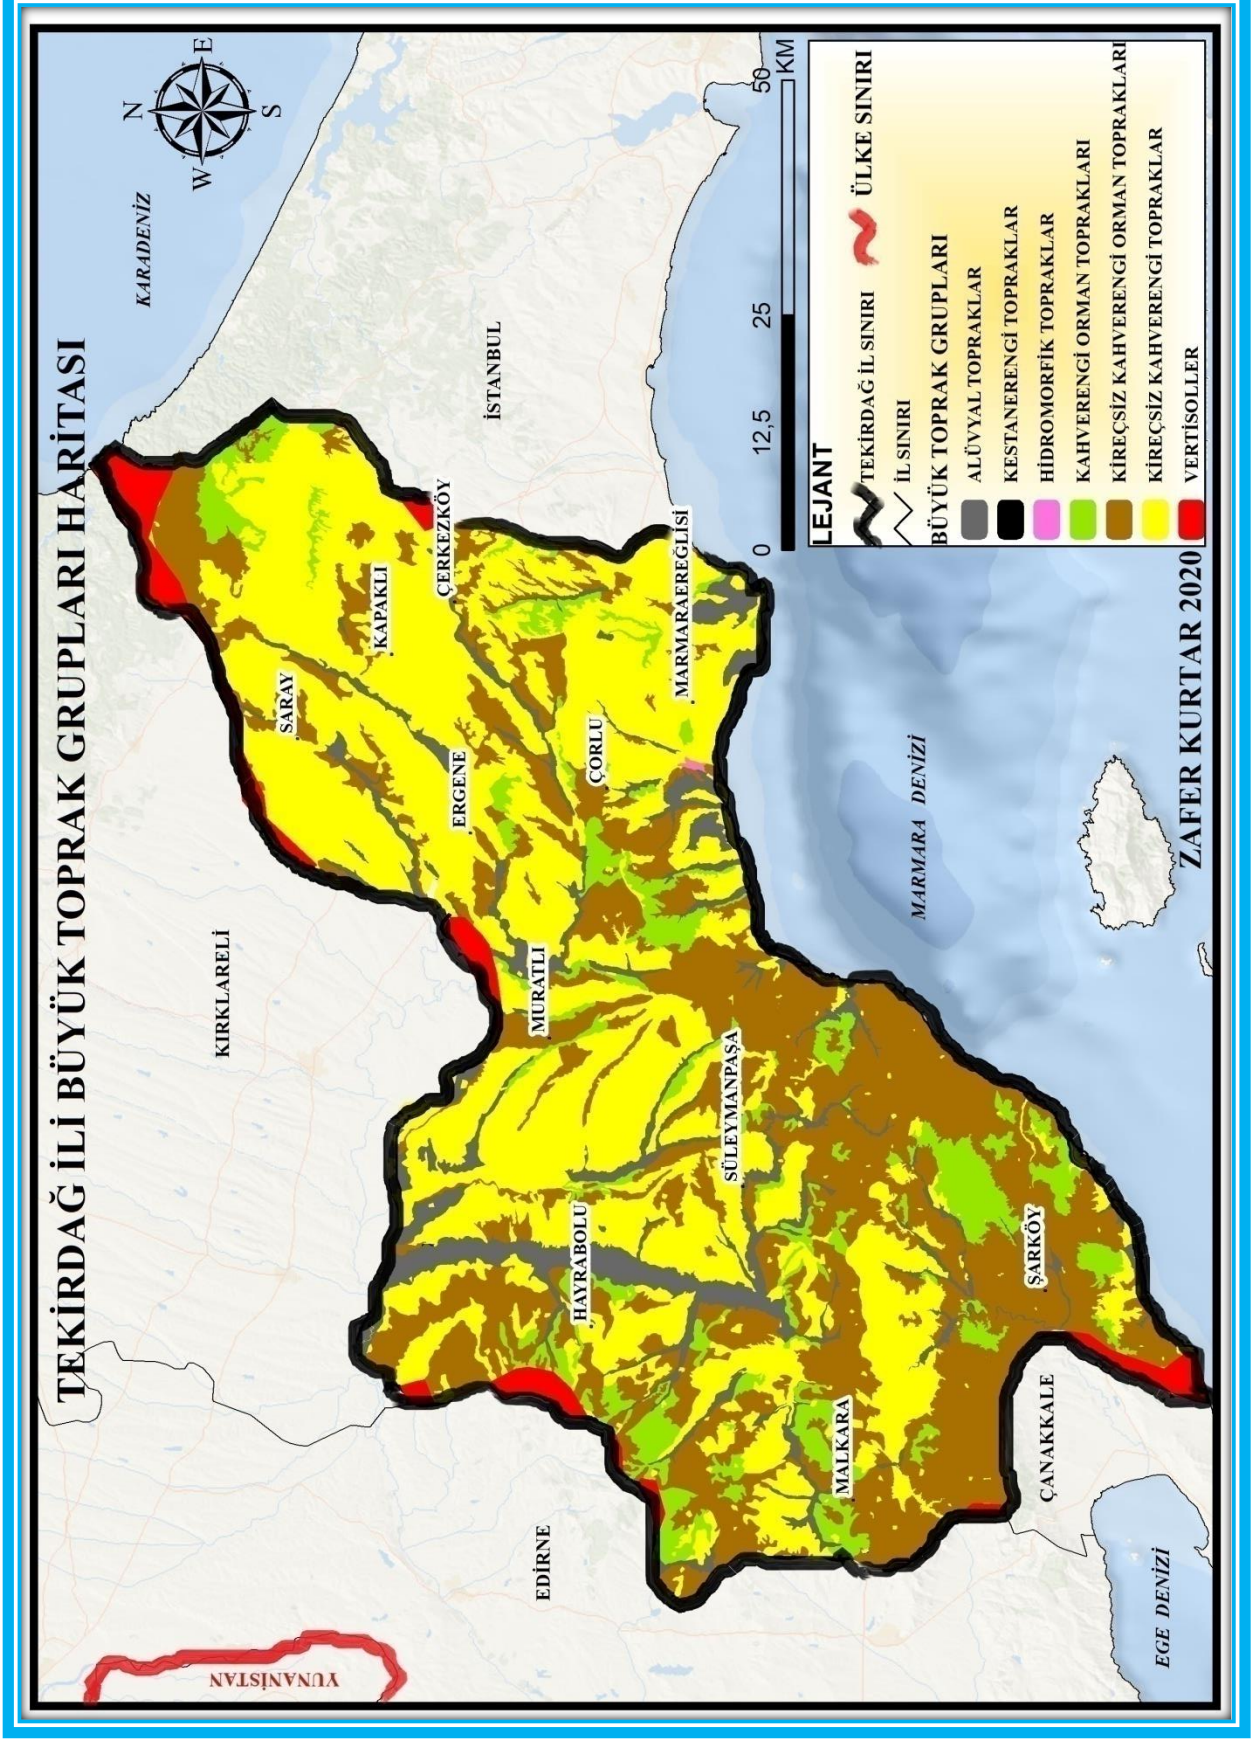 TEKİRDAĞ İLİ BÜYÜK TOPRAK GRUPLARI HARİTASI
N
W
E
S
KARADENİZ
YUNANİSTAN
KIRKLARELİ
SARAY
KAPAKLI
ÇERKEZKÖY
İSTANBUL
ERGENE
MURATLI
ÇORLU
MARMARAEREĞLİSİ
EDİRNE
HAYRABOLU
SÜLEYMANPAŞA
MALKARA
ŞARKÖY
ÇANAKKALE
MARMARA DENİZİ
EGE DENİZİ
0 12,5 25 50
KM
LEJANT
TEKİRDAĞ İL SINIRI ÜLKE SINIRI
İL SINIRI
BÜYÜK TOPRAK GRUPLARI
ALÜVYAL TOPRAKLAR
KESTANERENGİ TOPRAKLAR
HİDROMORFİK TOPRAKLAR
KAHVERENGİ ORMAN TOPRAKLARI
KİREÇSİZ KAHVERENGİ ORMAN TOPRAKLARI
KİREÇSİZ KAHVERENGİ TOPRAKLAR
VERTİSOLLER
ZAFER KURTAR 2020